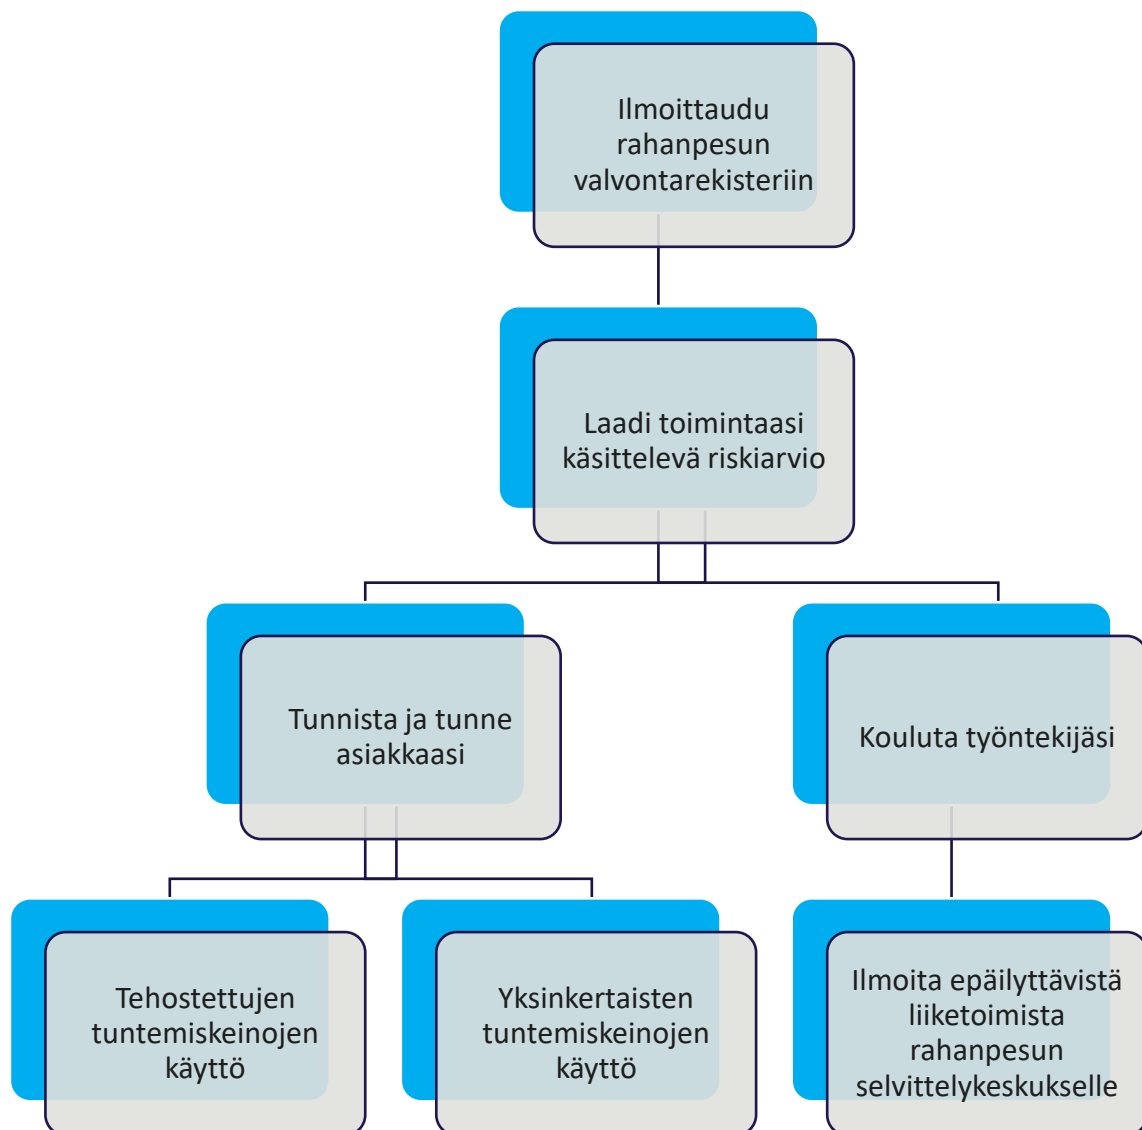 Ilmoittaudu
rahanpesun
valvontarekisteriin
Laadi toimintaasi
käsittelevä riskiarvio
Tunnista ja tunne
asiakkaasi
Kouluta työntekijäsi
Tehostettujen
tuntemiskeinojen
käyttö
Yksinkertaisten
tuntemiskeinojen
käyttö
Ilmoita epäilyttävistä
liiketoimista
rahanpesun
selvittelykeskukselle